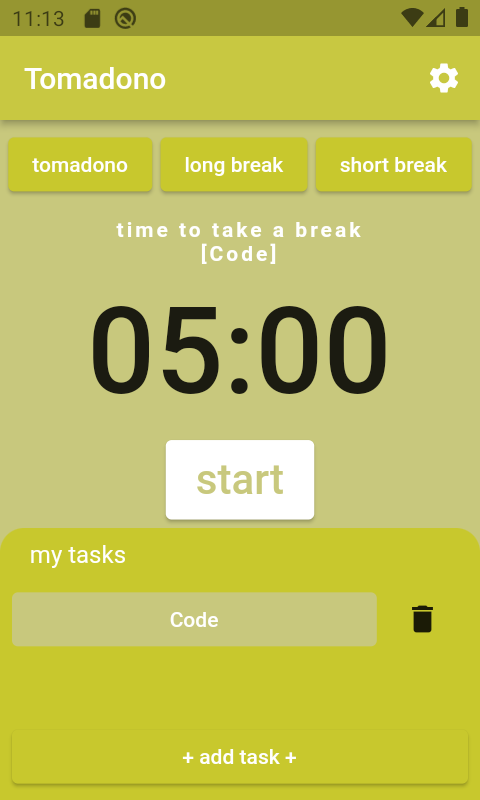 11:13
Tomadono
tomadono long break short break
time to take a break
[Code]
05:00
start
my tasks
Code
+ add task +